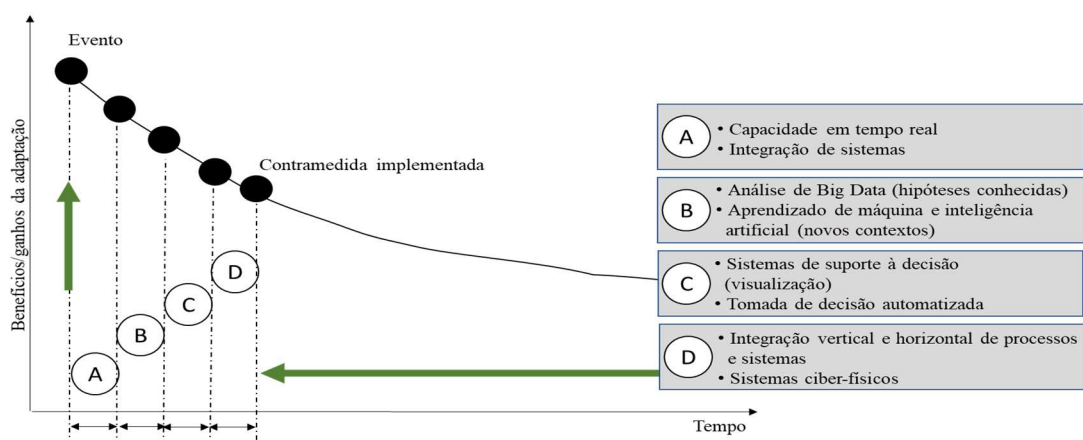 Evento
Contramedida implementada
Benefícios/ganhos da adaptação
A
B
C
D
Tempo
A
• Capacidade em tempo real
• Integração de sistemas
B
• Análise de Big Data (hipóteses conhecidas)
• Aprendizado de máquina e inteligência
artificial (novos contextos)
C
• Sistemas de suporte à decisão
(visualização)
• Tomada de decisão automatizada
D
• Integração vertical e horizontal de processos
e sistemas
• Sistemas ciber-físicos